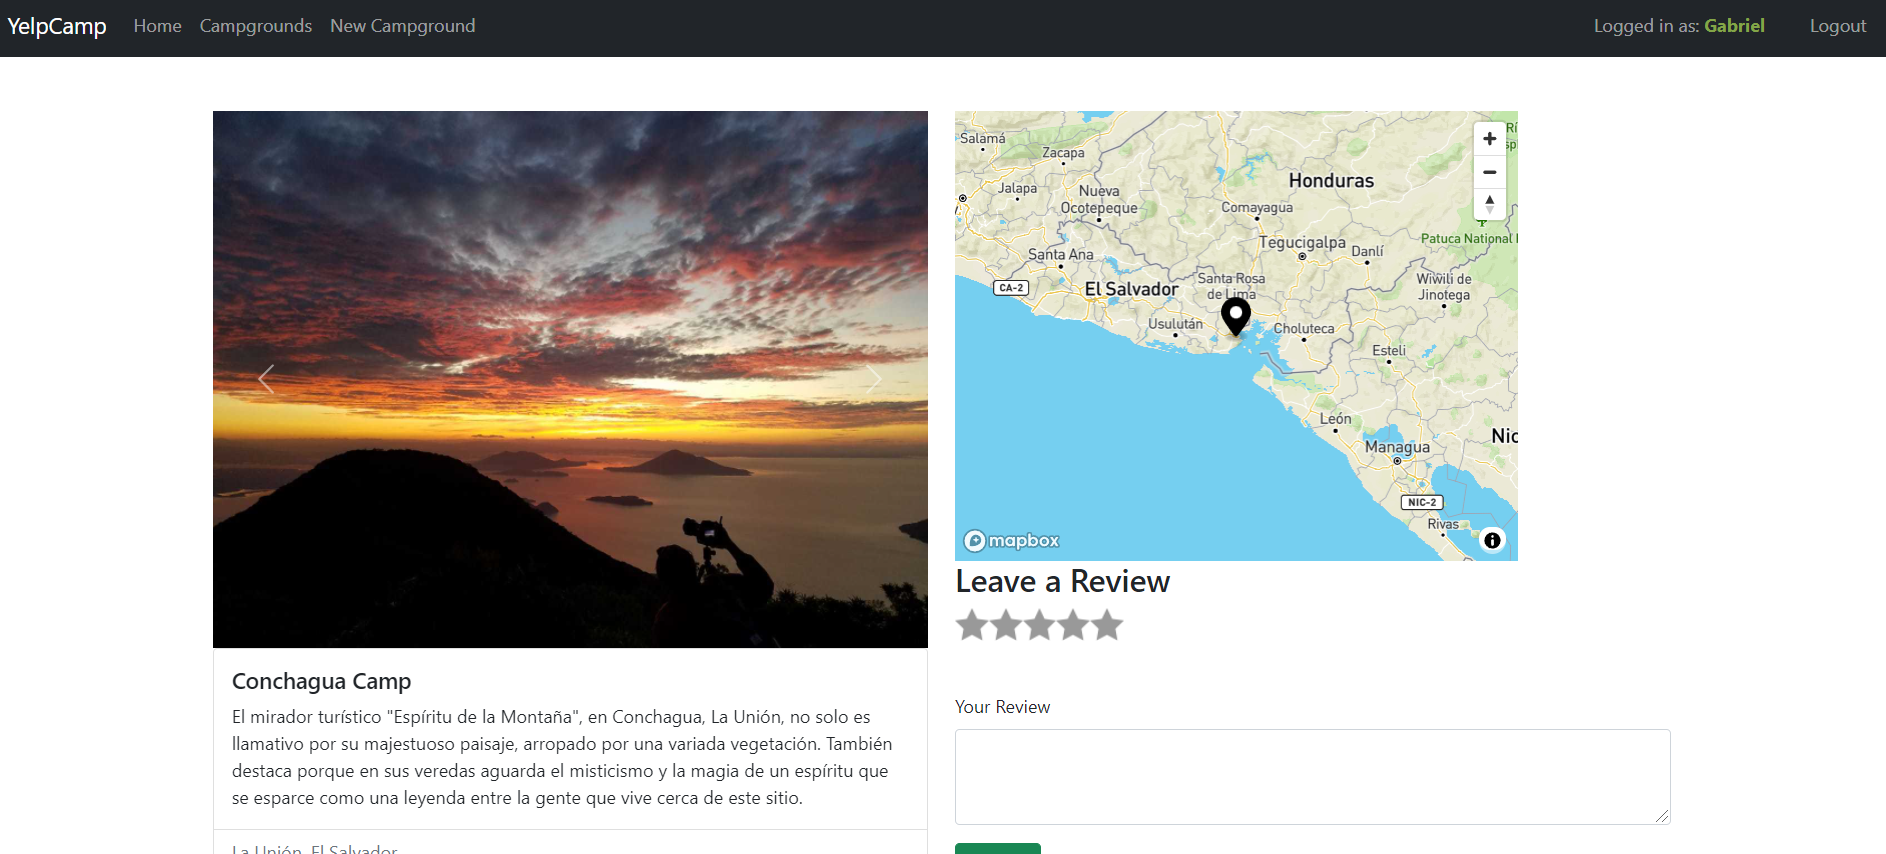 YelpCamp Home Campgrounds New Campground Logged in as: Gabriel Logout
Conchagua Camp
El mirador turístico "Espíritu de la Montaña", en Conchagua, La Unión, no solo es
llamativo por su majestuoso paisaje, arropado por una variada vegetación. También
destaca porque en sus veredas aguarda el misticismo y la magia de un espíritu que
se esparce como una leyenda entre la gente que vive cerca de este sitio.
La Unión, El Salvador
Salamá
Zacapa
Jalapa
Nueva
Ocotepeque
Honduras
Comayagua
Tegucigalpa
Danlí
Patuca National
Santa Ana
CA-2
El Salvador
Santa Rosa
de Lima
Wiwilí de
Jinotega
Usulután
Choluteca
Estelí
León
Managua
Nic
NIC-2
Rivas
mapbox
Leave a Review
Your Review